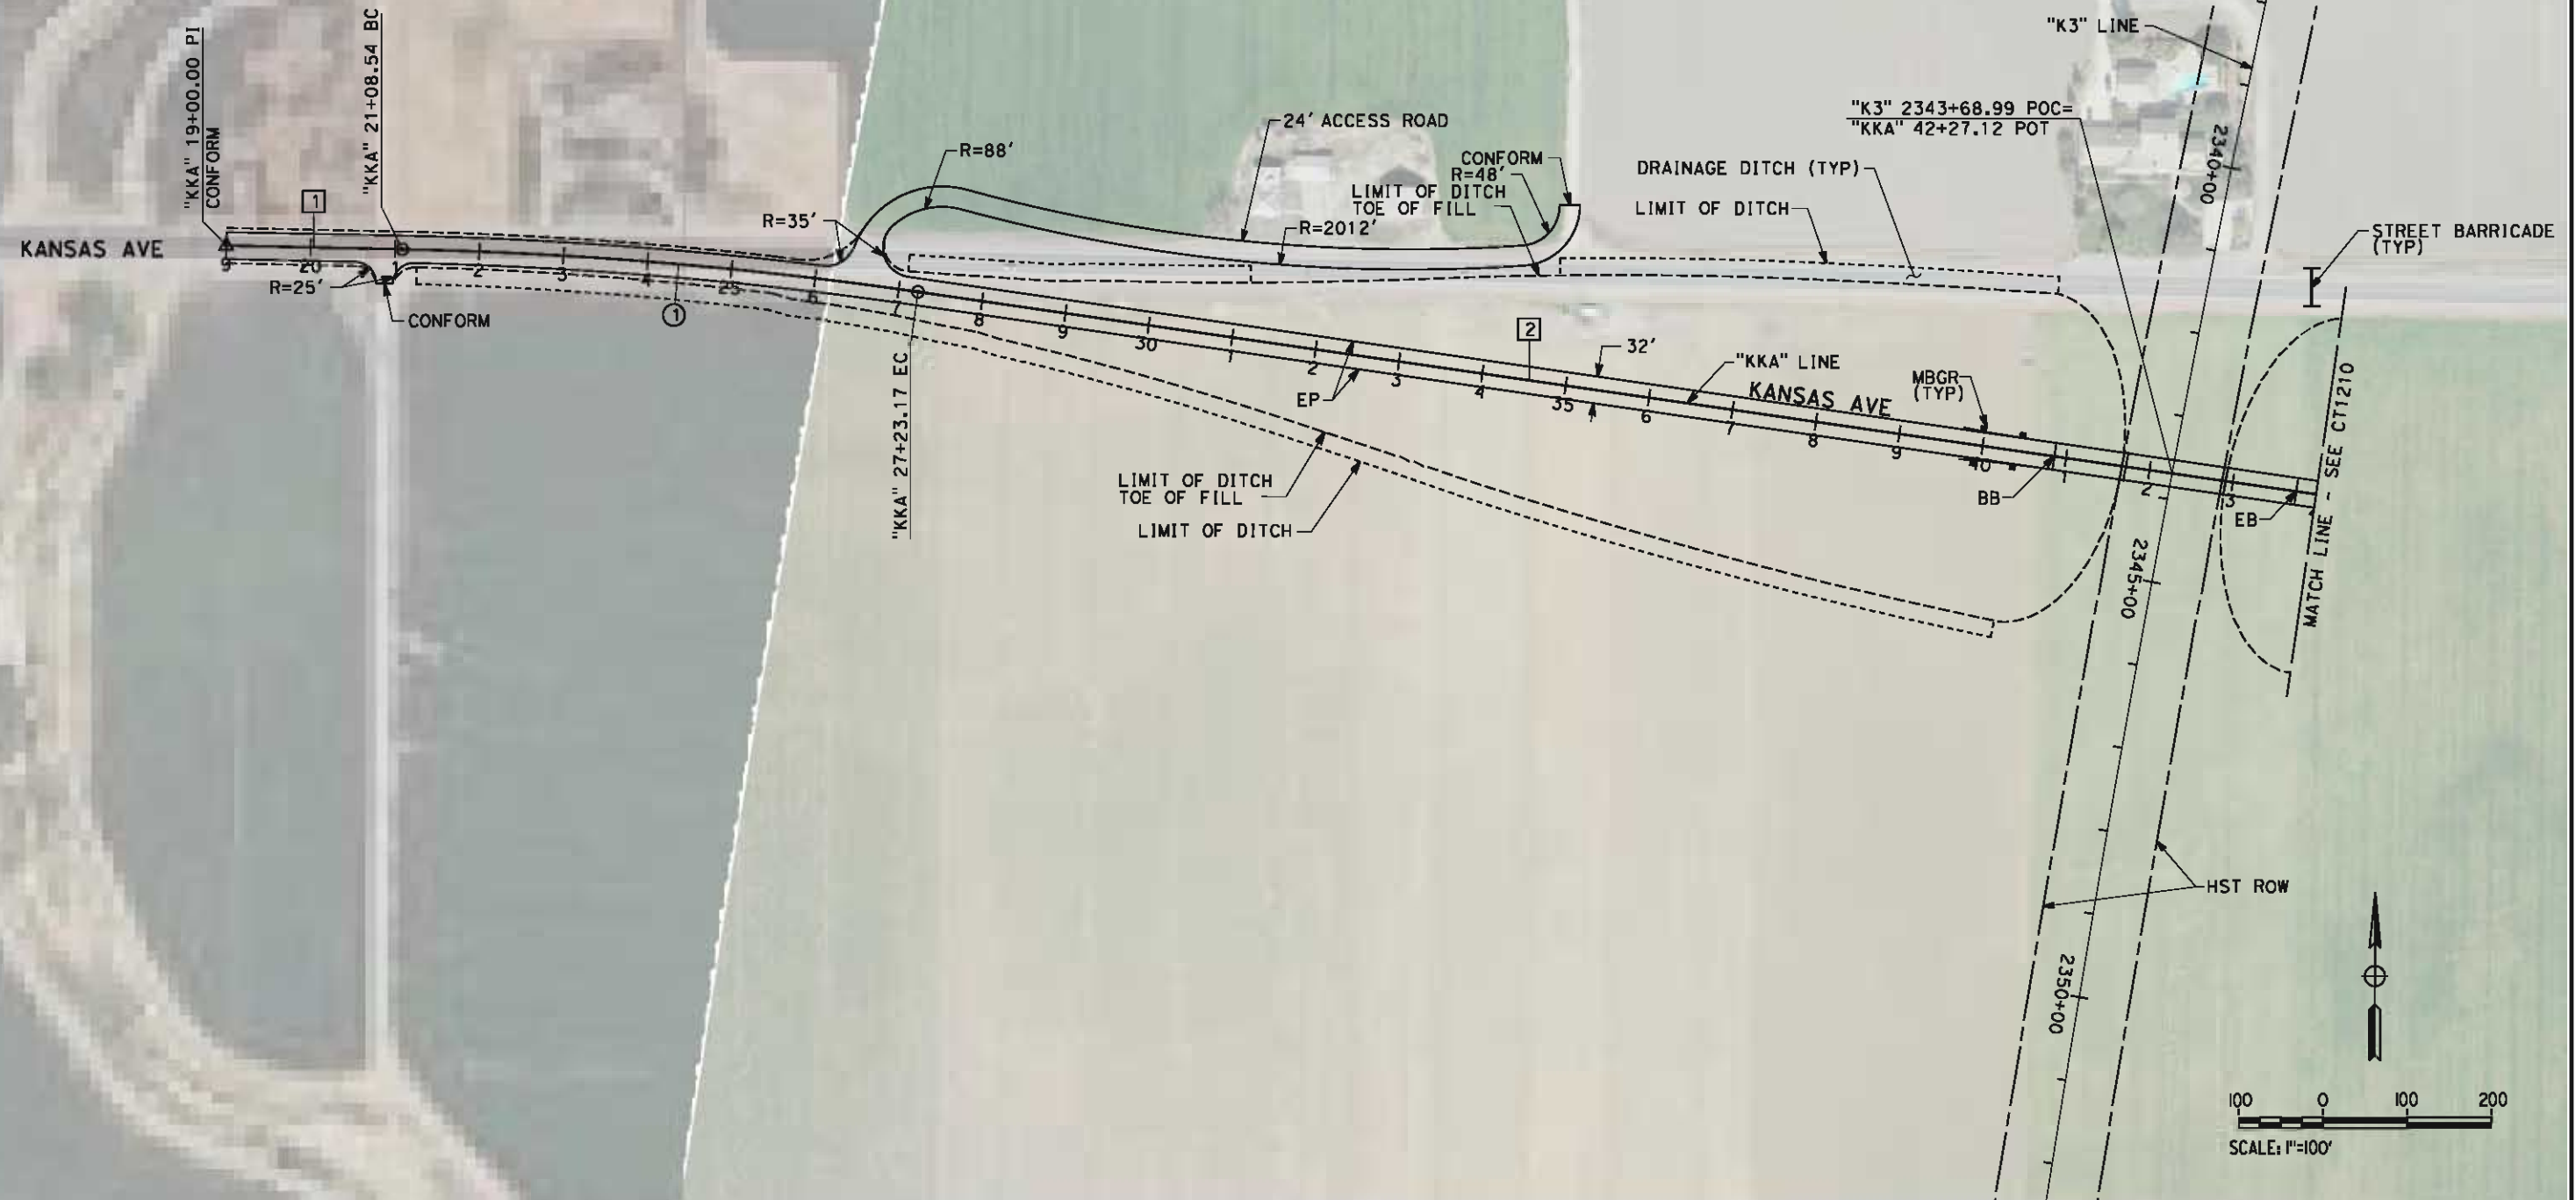 "KKA" 19+00.00 PI
CONFORM
1
"KKA" 21+08.54 BC
KANSAS AVE
R=25'
CONFORM
9
20
1
2
3
4
25
6
7
8
9
30
1
2
3
4
35
6
7
8
9
40
2
3
1
R=35'
R=88'
24' ACCESS ROAD
CONFORM
R=48'
LIMIT OF DITCH
TOE OF FILL
R=2012'
DRAINAGE DITCH (TYP)
LIMIT OF DITCH
"K3" LINE
"K3" 2343+68.99 POC=
"KKA" 42+27.12 POT
2340+00
STREET BARRICADE
(TYP)
"KKA" 27+23.17 EC
EP
2
32'
"KKA" LINE
KANSAS AVE
MBGR
(TYP)
BB
EB
MATCH LINE - SEE CT1210
LIMIT OF DITCH
TOE OF FILL
LIMIT OF DITCH
2345+00
HST ROW
2350+00
100 0 100 200
SCALE: 1"=100'